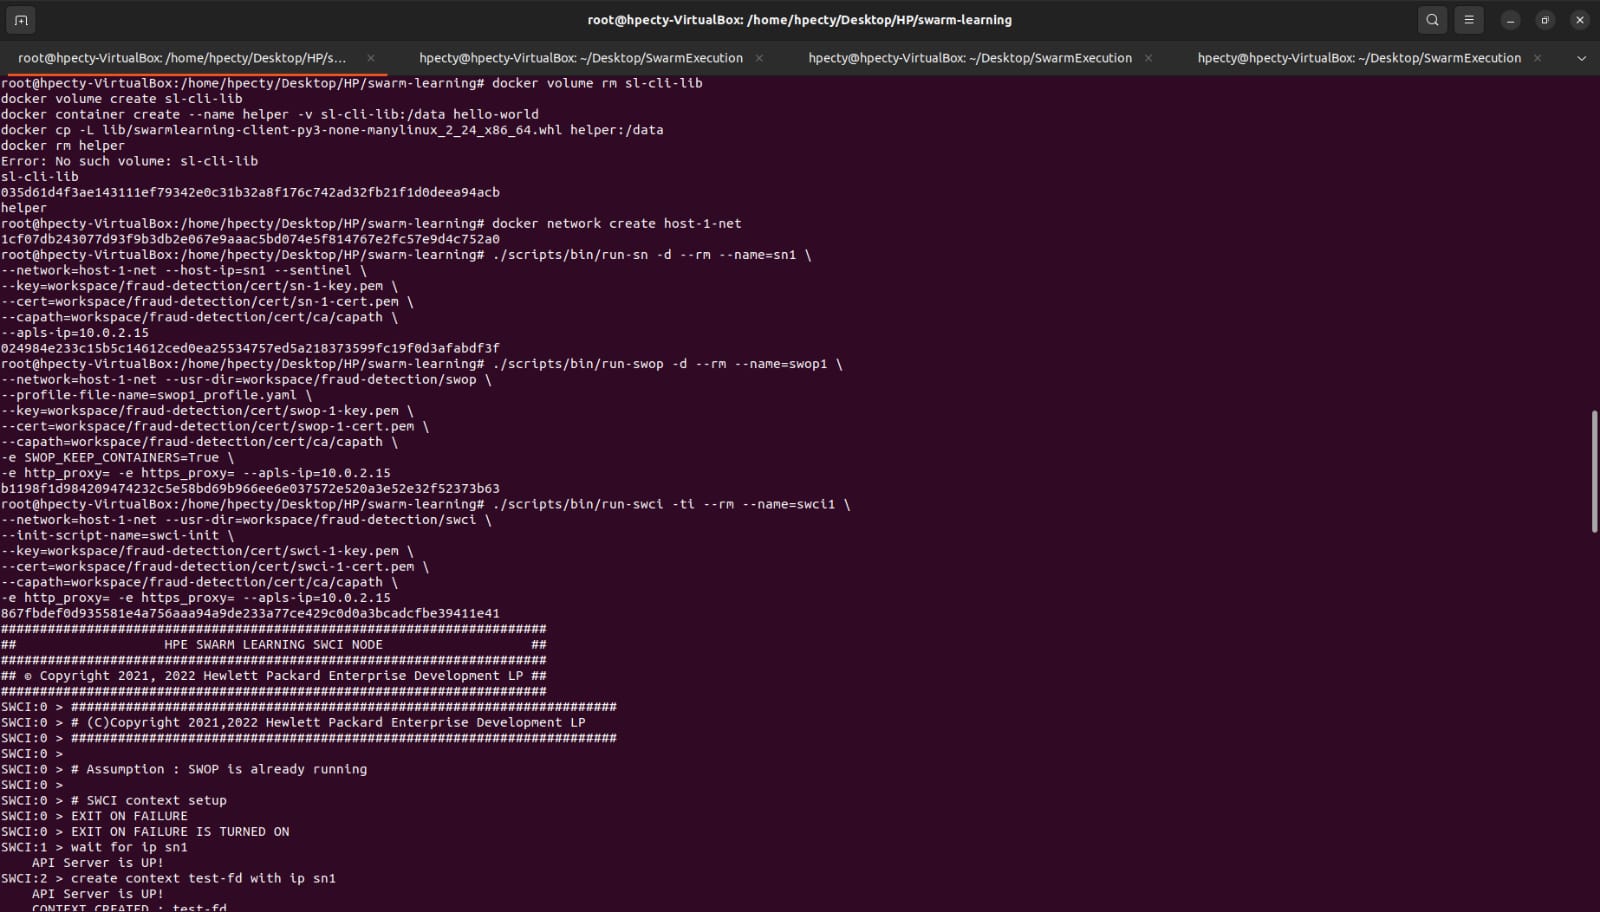 root@hpecty-VirtualBox: /home/hpecty/Desktop/HP/swarm-learning
root@hpecty-VirtualBox: /home/hpecty/Desktop/HP/s...
hpecty@hpecty-VirtualBox: ~/Desktop/SwarmExecution
hpecty@hpecty-VirtualBox: ~/Desktop/SwarmExecution
hpecty@hpecty-VirtualBox: ~/Desktop/SwarmExecution
root@hpecty-VirtualBox:/home/hpecty/Desktop/HP/swarm-learning# docker volume rm sl-cli-lib
docker volume create sl-cli-lib
docker container create --name helper -v sl-cli-lib:/data hello-world
docker cp -L lib/swarmlearning-client-py3-none-manylinux_2_24_x86_64.whl helper:/data
docker rm helper
Error: No such volume: sl-cli-lib
sl-cli-lib
035d61d4f3ae143111ef79342e0c31b32a8f176c742ad32fb21f1d0deea94acb
helper
root@hpecty-VirtualBox:/home/hpecty/Desktop/HP/swarm-learning# docker network create host-1-net
1cf07db243077d93f9b3db2e067e9aaac5bd074e5f814767e2fc57e9d4c752a0
root@hpecty-VirtualBox:/home/hpecty/Desktop/HP/swarm-learning# ./scripts/bin/run-sn -d --rm --name=sn1 \
--network=host-1-net --host-ip=sn1 --sentinel \
--key=workspace/fraud-detection/cert/sn-1-key.pem \
--cert=workspace/fraud-detection/cert/sn-1-cert.pem \
--capath=workspace/fraud-detection/cert/ca/capath \
--apls-ip=10.0.2.15
024984e233c15b5c14612ced0ea25534757ed5a218373599fc19f0d3afabdf3f
root@hpecty-VirtualBox:/home/hpecty/Desktop/HP/swarm-learning# ./scripts/bin/run-swop -d --rm --name=swop1 \
--network=host-1-net --usr-dir=workspace/fraud-detection/swop \
--profile-file-name=swop1_profile.yaml \
--key=workspace/fraud-detection/cert/swop-1-key.pem \
--cert=workspace/fraud-detection/cert/swop-1-cert.pem \
--capath=workspace/fraud-detection/cert/ca/capath \
-e SWOP_KEEP_CONTAINERS=True \
-e http_proxy= -e https_proxy= --apls-ip=10.0.2.15
b1198f1d984209474232c5e58bd69b966ee6e037572e520a3e52e32f52373b63
root@hpecty-VirtualBox:/home/hpecty/Desktop/HP/swarm-learning# ./scripts/bin/run-swci -ti --rm --name=swci1 \
--network=host-1-net --usr-dir=workspace/fraud-detection/swci \
--init-script-name=swci-init \
--key=workspace/fraud-detection/cert/swci-1-key.pem \
--cert=workspace/fraud-detection/cert/swci-1-cert.pem \
--capath=workspace/fraud-detection/cert/ca/capath \
-e http_proxy= -e https_proxy= --apls-ip=10.0.2.15
867fbdef0d935581e4a756aaa94a9de233a77ce429c0d0a3bcadcfbe39411e41
######################################################################
## HPE SWARM LEARNING SWCI NODE ##
######################################################################
## © Copyright 2021, 2022 Hewlett Packard Enterprise Development LP ##
######################################################################
SWCI:0 > ######################################################################
SWCI:0 > # (C)Copyright 2021,2022 Hewlett Packard Enterprise Development LP
SWCI:0 > ######################################################################
SWCI:0 >
SWCI:0 > # Assumption : SWOP is already running
SWCI:0 >
SWCI:0 > # SWCI context setup
SWCI:0 > EXIT ON FAILURE
SWCI:0 > EXIT ON FAILURE IS TURNED ON
SWCI:1 > wait for ip sn1
API Server is UP!
SWCI:2 > create context test-fd with ip sn1
API Server is UP!
CONTEXT CREATED : test-fd